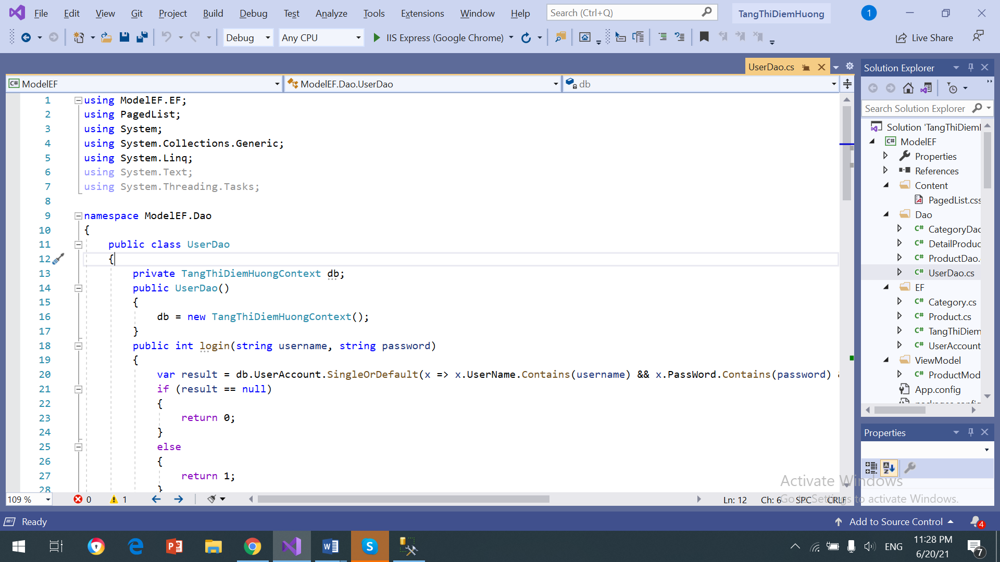 File Edit View Git Project Build Debug Test Analyze Tools Extensions Window Help Search (Ctrl+Q) TangThiDiemHuong 1
Debug Any CPU IIS Express (Google Chrome) Live Share
UserDao.cs
C# ModelEF ModelEF.Dao.UserDao db
1 using ModelEF.EF;
2 using PagedList;
3 using System;
4 using System.Collections.Generic;
5 using System.Linq;
6 using System.Text;
7 using System.Threading.Tasks;
8
9 namespace ModelEF.Dao
10 {
11 public class UserDao
12 {
13 private TangThiDiemHuongContext db;
14 public UserDao()
15 {
16 db = new TangThiDiemHuongContext();
17 }
18 public int login(string username, string password)
19 {
20 var result = db.UserAccount.SingleOrDefault(x => x.UserName.Contains(username) && x.PassWord.Contains(password)
21 if (result == null)
22 {
23 return 0;
24 }
25 else
26 {
27 return 1;
28 }
109 % 0 1 Ln: 12 Ch: 6 SPC CRLF
Solution Explorer
Search Solution Explorer
Solution 'TangThiDiem
C# ModelEF
Properties
References
Content
PagedList.css
Dao
C# CategoryDao
C# DetailProduc
C# ProductDao.
C# UserDao.cs
EF
C# Category.cs
C# Product.cs
C# TangThiDiem
C# UserAccount
ViewModel
C# ProductMod
App.config
packages.config
Properties
Activate Windows
Go to Settings to activate Windows.
Ready Add to Source Control 4
ENG 11:28 PM
6/20/21 7